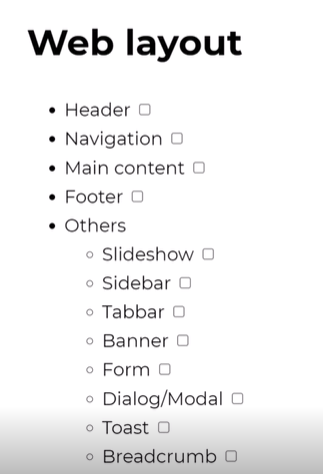 Web layout
Header
Navigation
Main content
Footer
Others
Slideshow
Sidebar
Tabbar
Banner
Form
Dialog/Modal
Toast
Breadcrumb